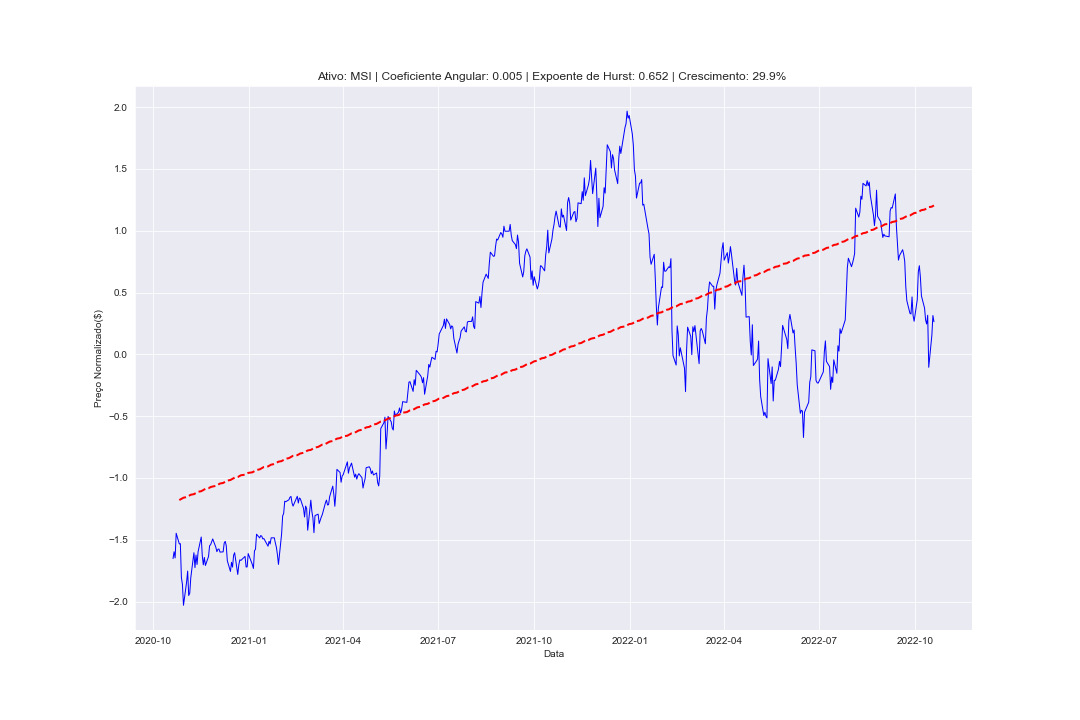 Ativo: MSI | Coeficiente Angular: 0.005 | Expoente de Hurst: 0.652 | Crescimento: 29.9%
Preço Normalizado($)
2.0
1.5
1.0
0.5
0.0
−0.5
−1.0
−1.5
−2.0
2020-10 2021-01 2021-04 2021-07 2021-10 2022-01 2022-04 2022-07 2022-10
Data